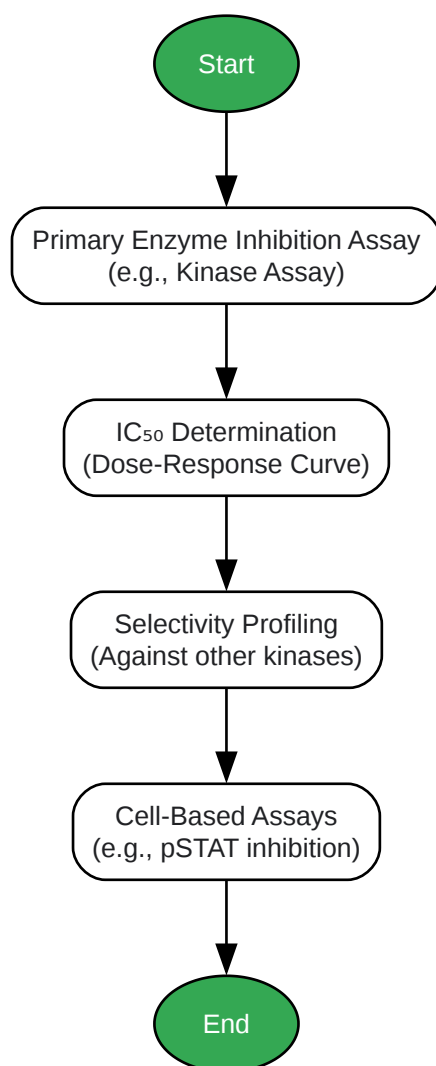 Start
Primary Enzyme Inhibition Assay
(e.g., Kinase Assay)
IC₅₀ Determination
(Dose-Response Curve)
Selectivity Profiling
(Against other kinases)
Cell-Based Assays
(e.g., pSTAT inhibition)
End